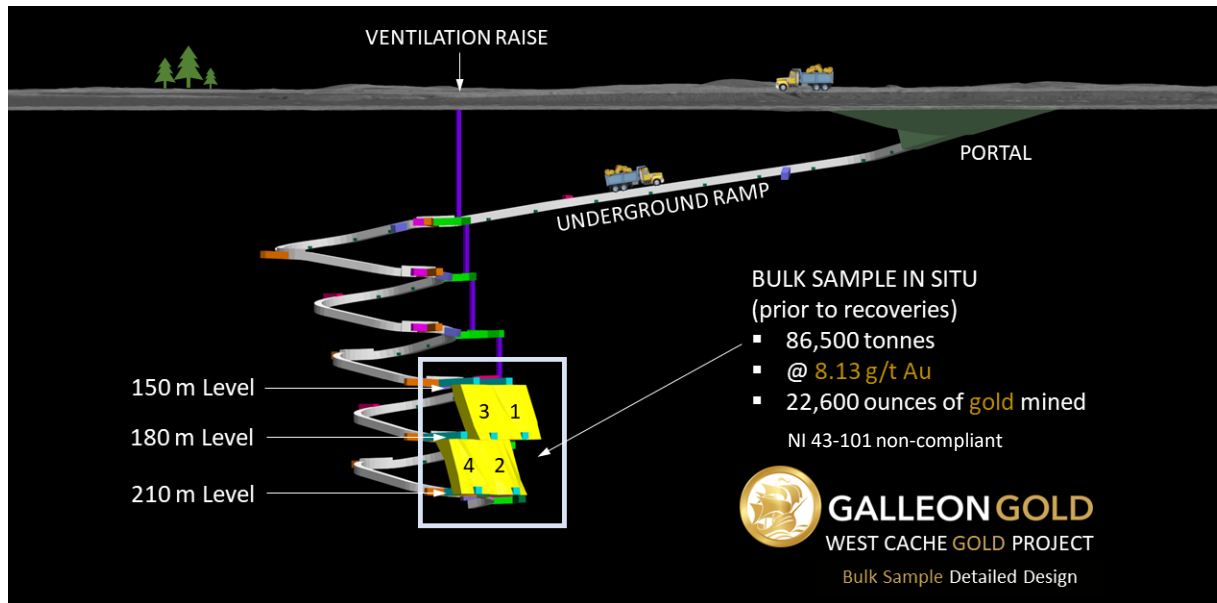 VENTILATION RAISE
PORTAL
UNDERGROUND RAMP
BULK SAMPLE IN SITU
(prior to recoveries)
▪ 86,500 tonnes
▪ @ 8.13 g/t Au
▪ 22,600 ounces of gold mined
NI 43-101 non-compliant
150 m Level
3 1
180 m Level
4 2
210 m Level
GALLEON GOLD
WEST CACHE GOLD PROJECT
Bulk Sample Detailed Design